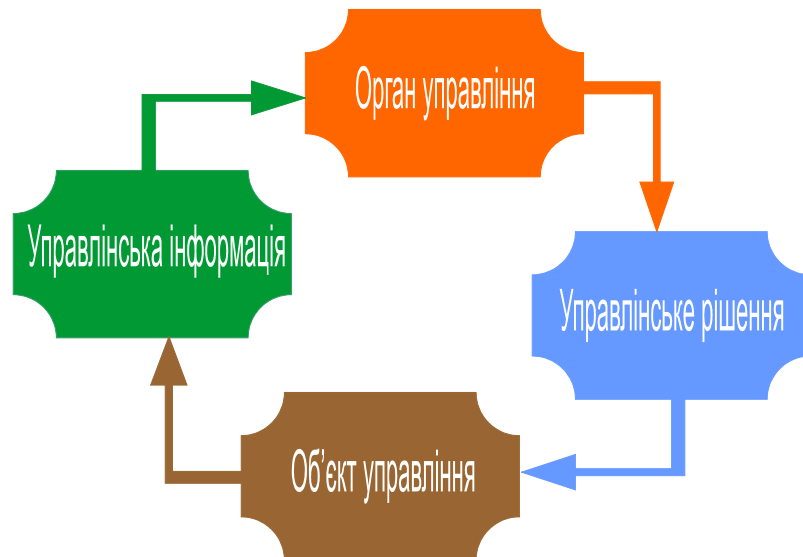 Орган управління
Управлінська інформація
Управлінське рішення
Об’єкт управління